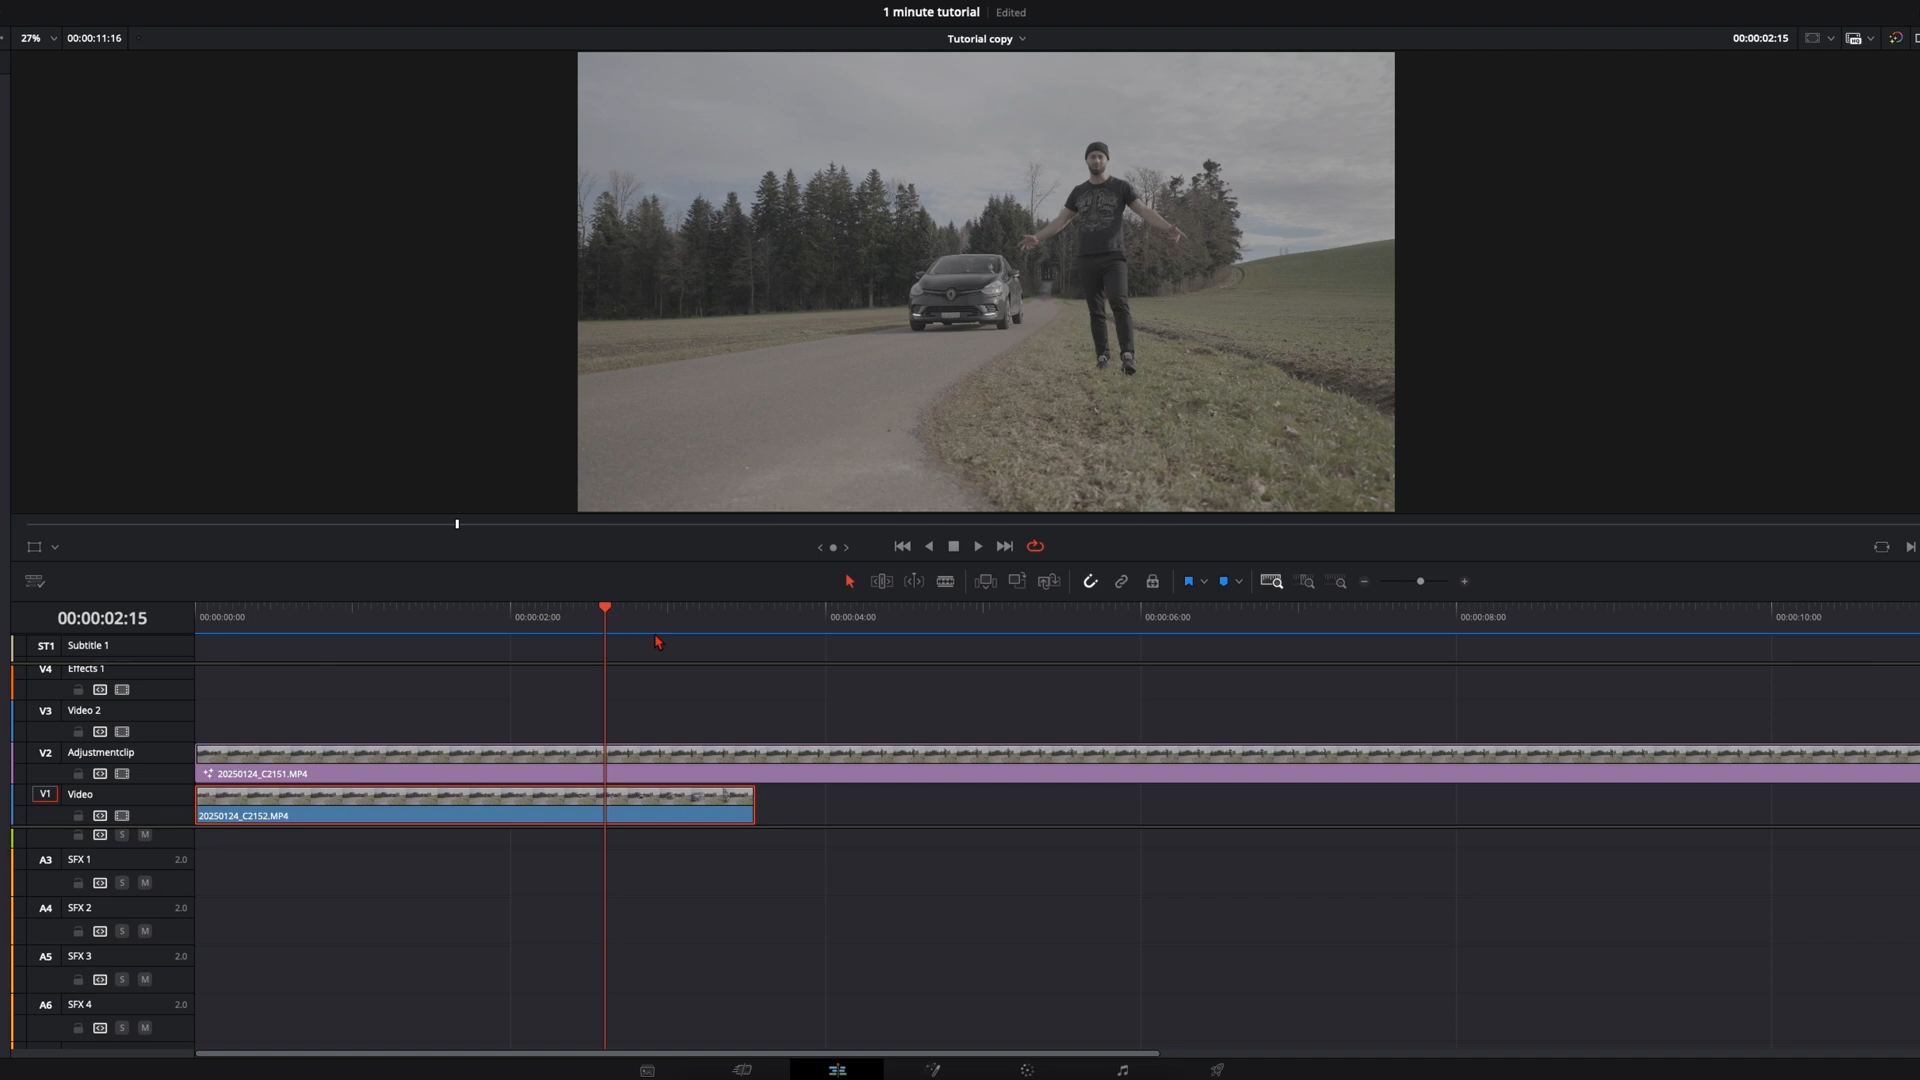 1 minute tutorial Edited
27% 00:00:11:16 Tutorial copy 00:00:02:15
00:00:02:15 00:00:00:00 00:00:02:00 00:00:04:00 00:00:06:00 00:00:08:00 00:00:10:00
ST1 Subtitle 1
V4 Effects 1
V3 Video 2
V2 Adjustmentclip
20250124_C2151.MP4
V1 Video
20250124_C2152.MP4
S M
A3 SFX 1 2.0
S M
A4 SFX 2 2.0
S M
A5 SFX 3 2.0
S M
A6 SFX 4 2.0
S M